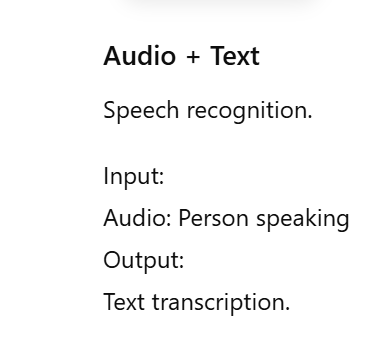 Audio + Text
Speech recognition.
Input:
Audio: Person speaking
Output:
Text transcription.